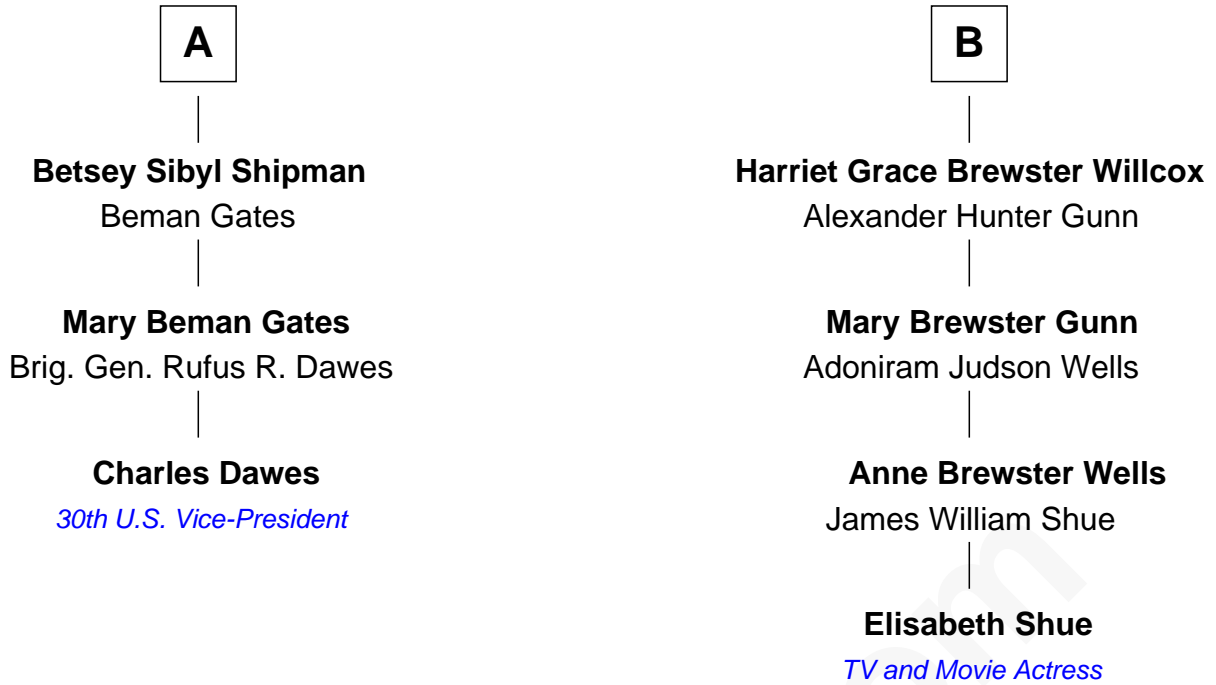 A
Betsey Sibyl Shipman
Beman Gates
Mary Beman Gates
Brig. Gen. Rufus R. Dawes
Charles Dawes
30th U.S. Vice-President
B
Harriet Grace Brewster Willcox
Alexander Hunter Gunn
Mary Brewster Gunn
Adoniram Judson Wells
Anne Brewster Wells
James William Shue
Elisabeth Shue
TV and Movie Actress